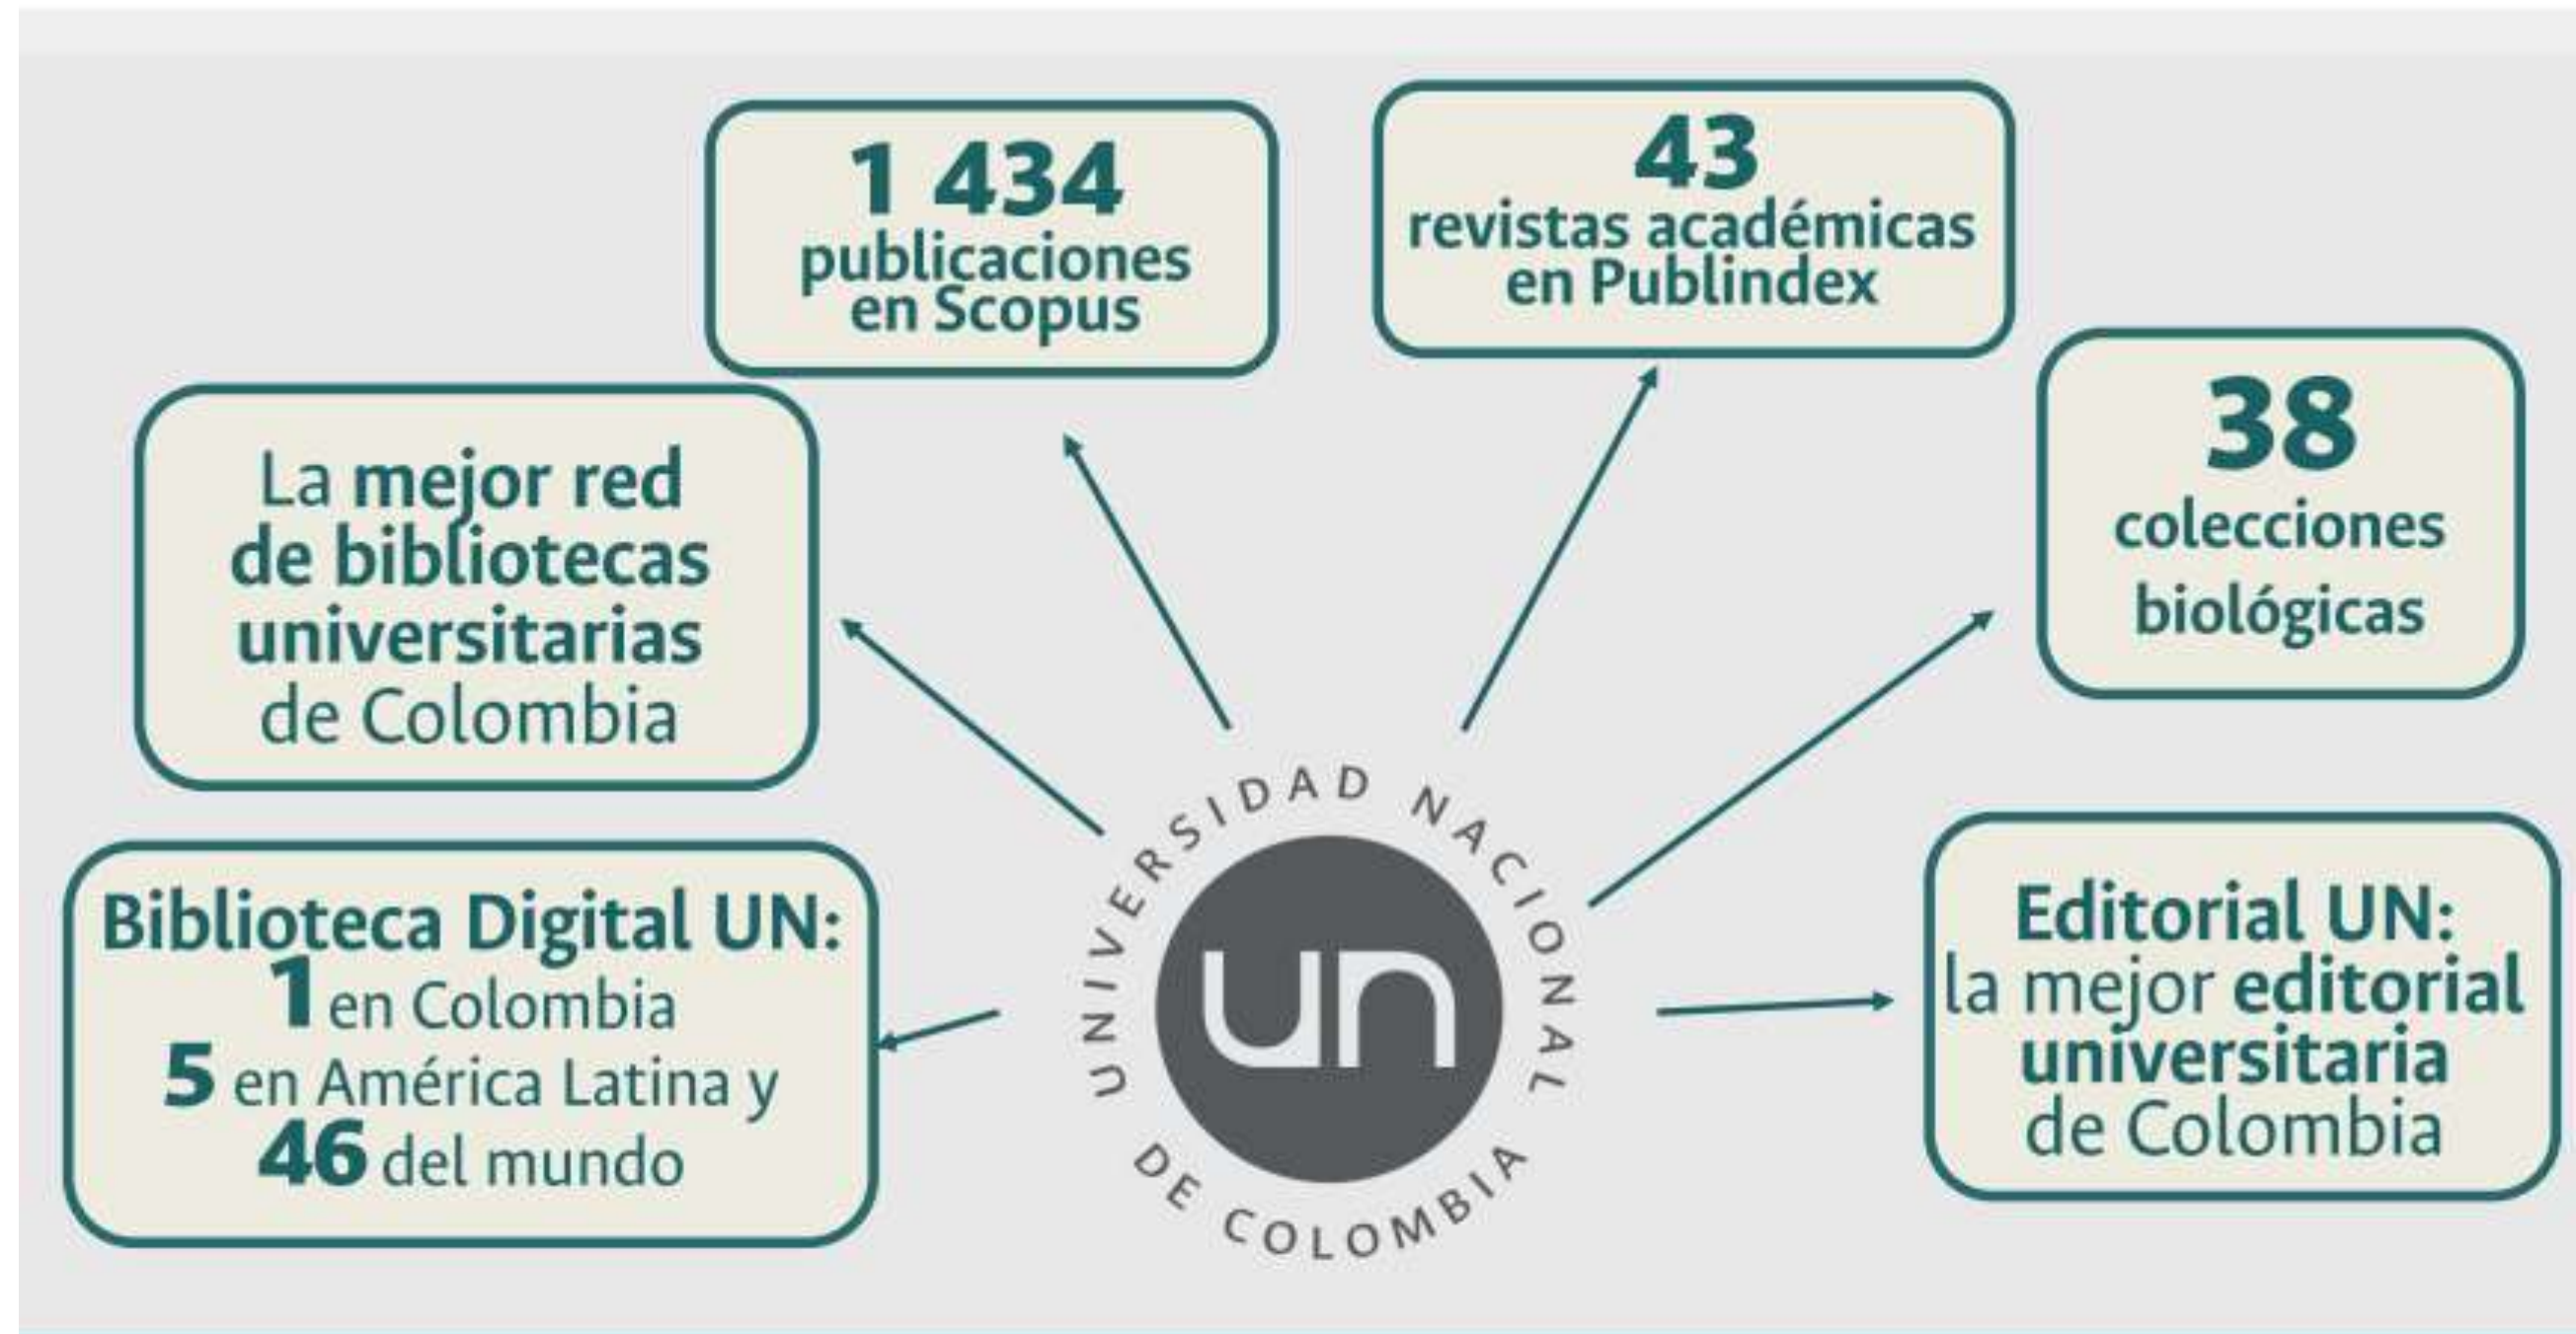 1 434
publicaciones
en Scopus
43
revistas académicas
en Publindex
38
colecciones
biológicas
La mejor red
de bibliotecas
universitarias
de Colombia
Biblioteca Digital UN:
1 en Colombia
5 en América Latina y
46 del mundo
UNIVERSIDAD NACIONAL
DE COLOMBIA
un
Editorial UN:
la mejor editorial
universitaria
de Colombia